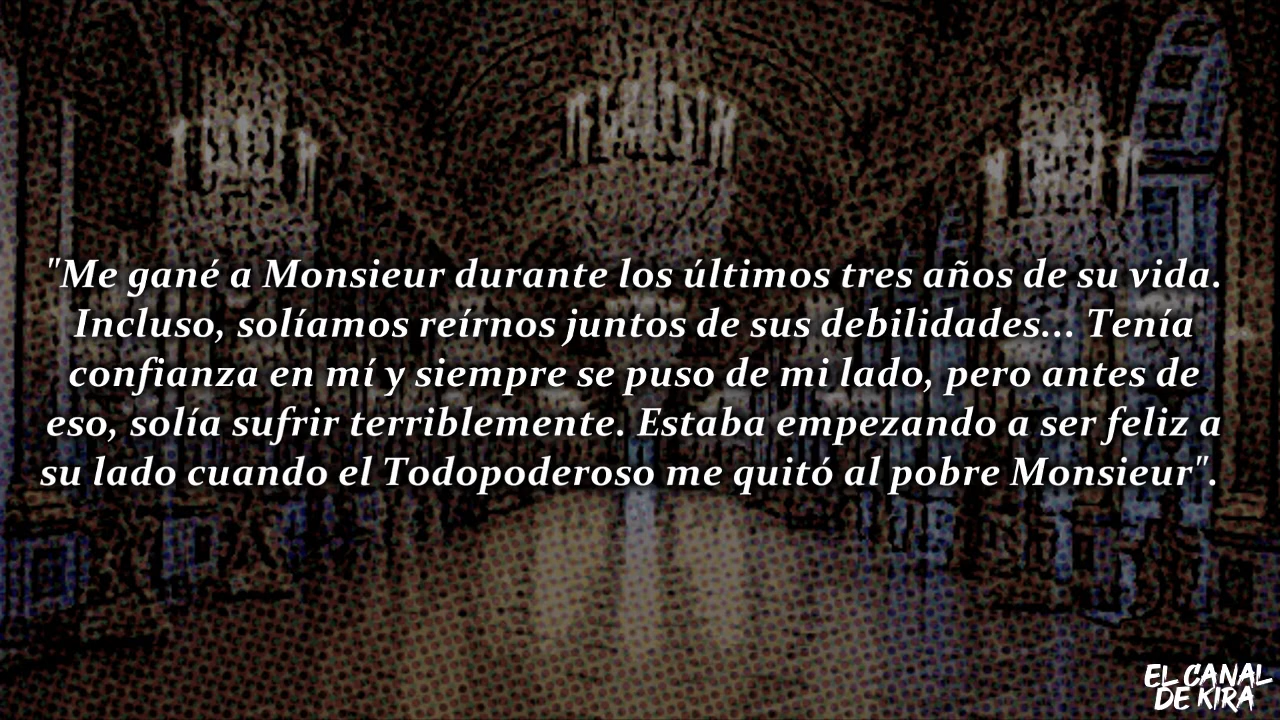 "Me gané a Monsieur durante los últimos tres años de su vida.
Incluso, solíamos reírnos juntos de sus debilidades... Tenía
confianza en mí y siempre se puso de mi lado, pero antes de
eso, solía sufrir terriblemente. Estaba empezando a ser feliz a
su lado cuando el Todopoderoso me quitó al pobre Monsieur".
EL CANAL
DE KIRA